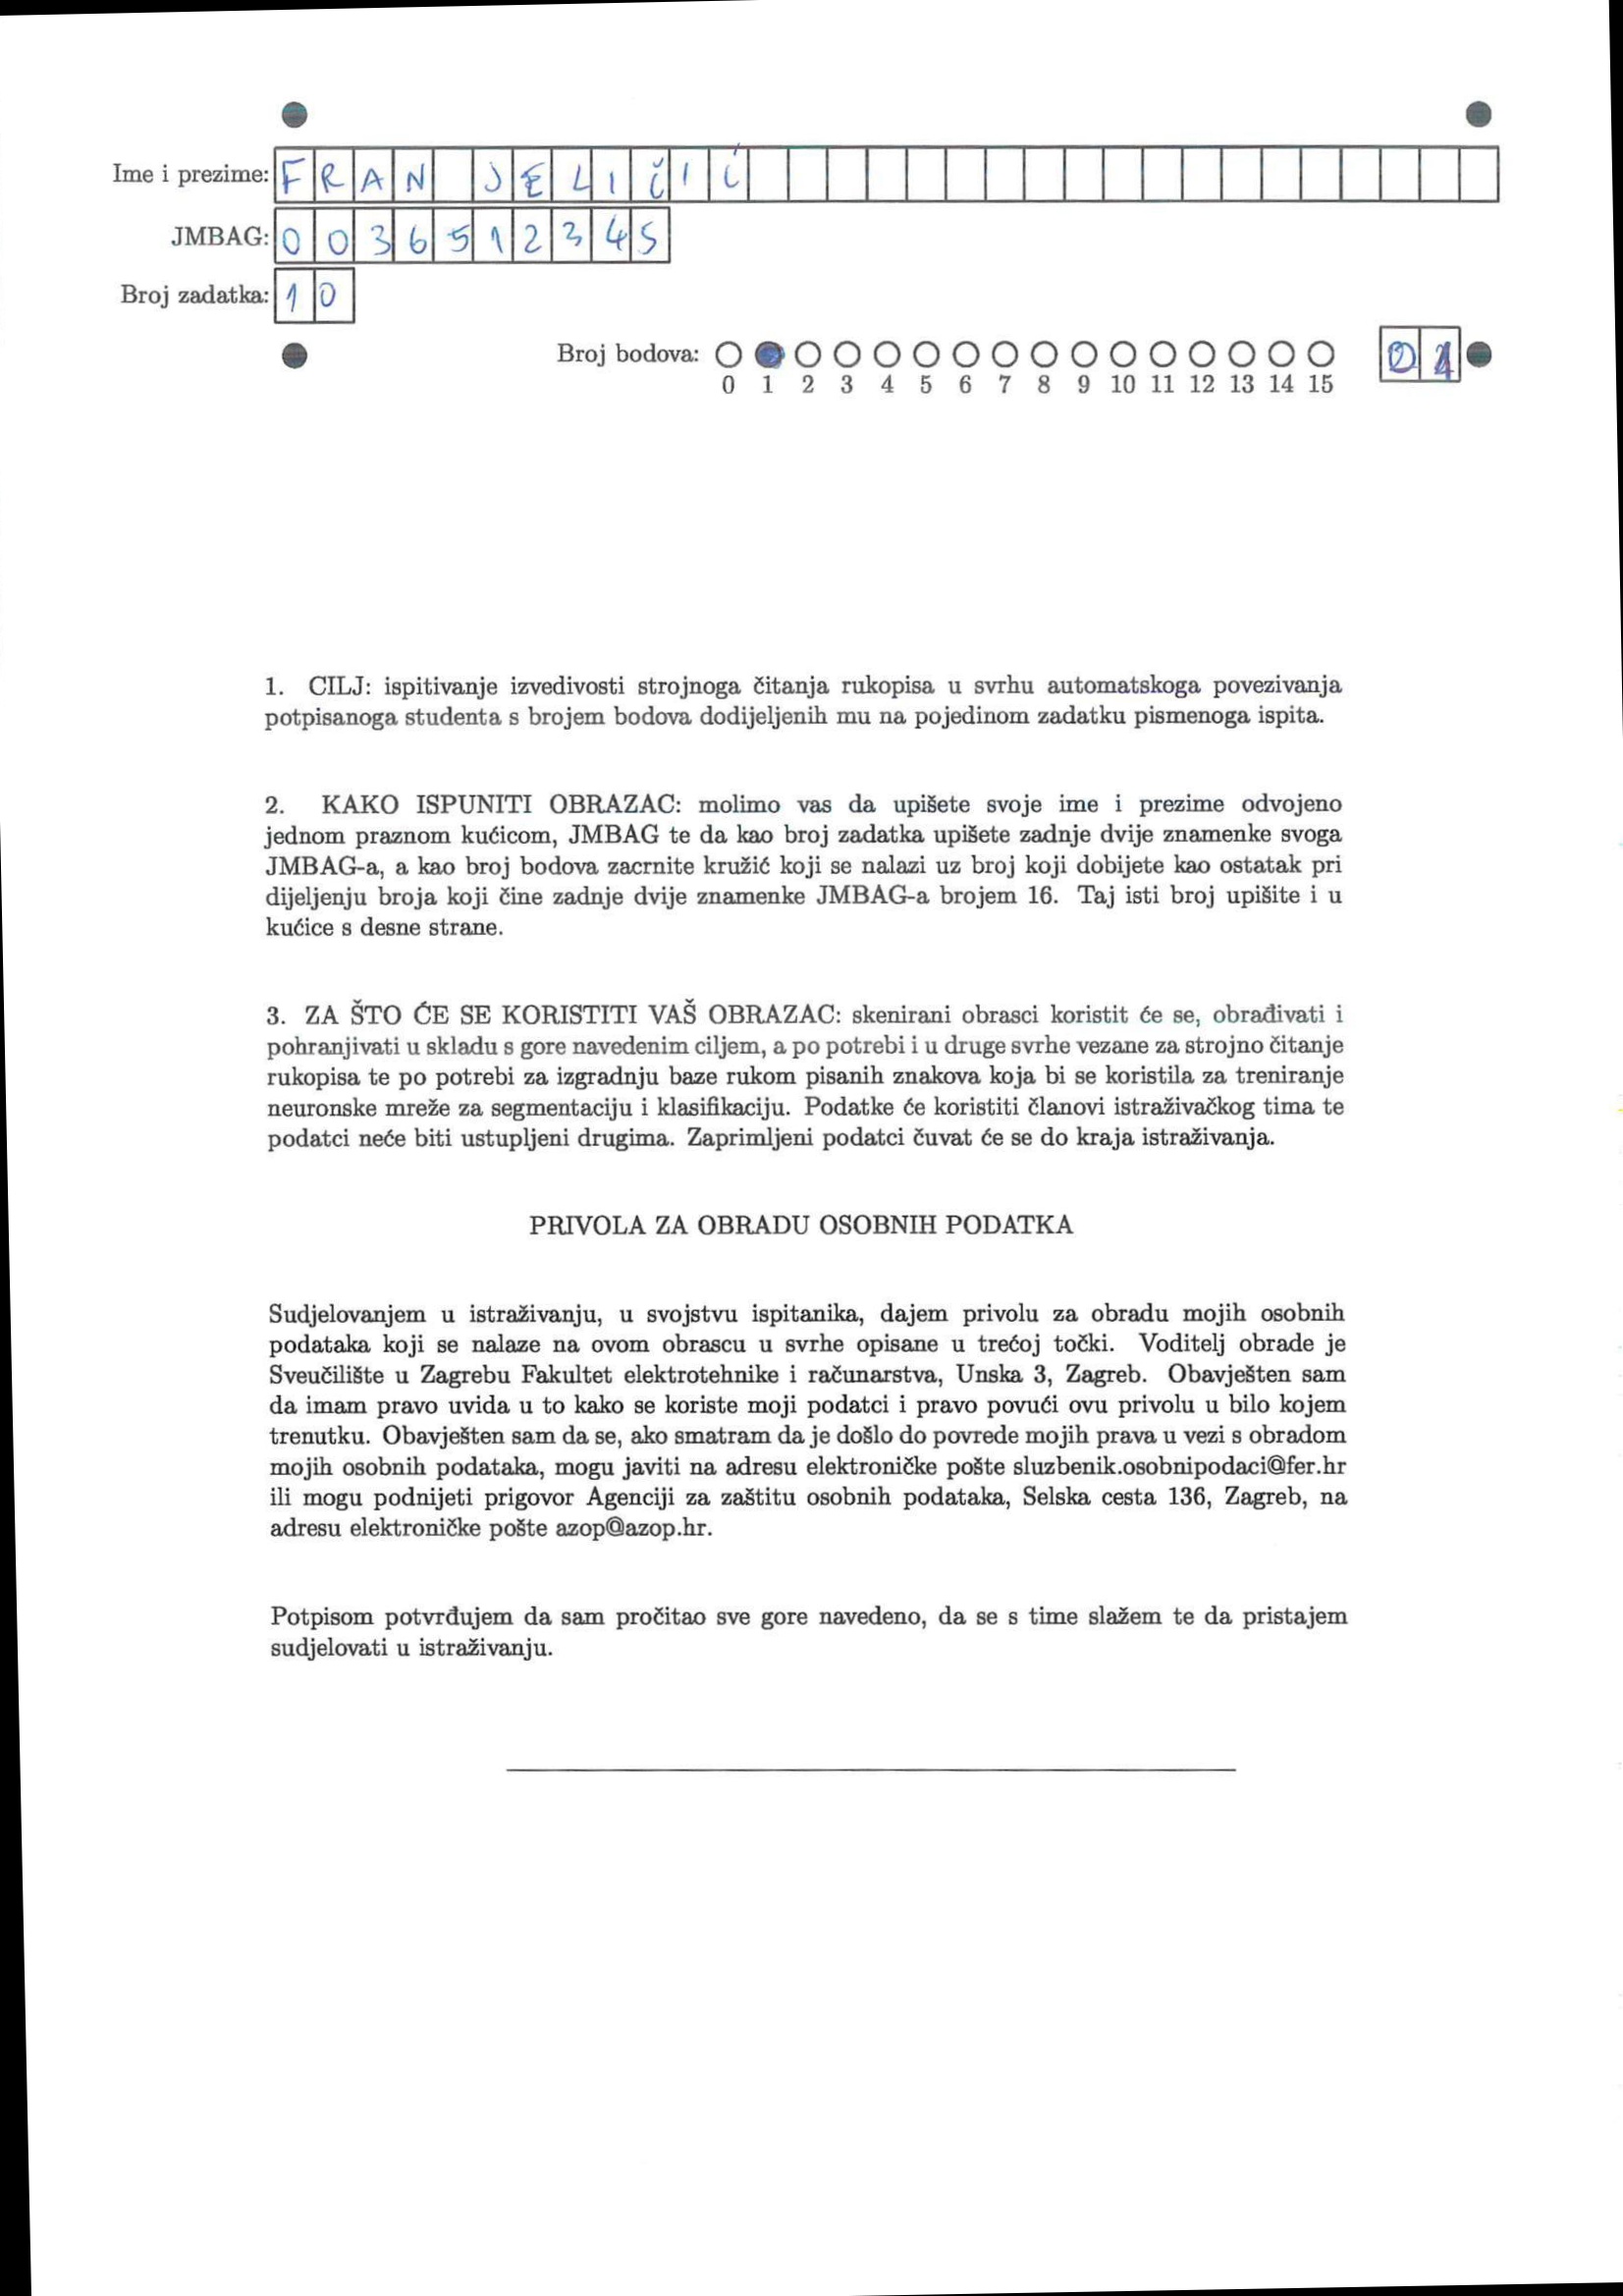 Ime i prezime: FRAN JELIČIĆ
JMBAG: 0036512345
Broj zadatka: 10
Broj bodova:
0 1 2 3 4 5 6 7 8 9 10 11 12 13 14 15
1. CILJ: ispitivanje izvedivosti strojnoga čitanja rukopisa u svrhu automatskoga povezivanja
potpisanoga studenta s brojem bodova dodijeljenih mu na pojedinom zadatku pismenoga ispita.
2. KAKO ISPUNITI OBRAZAC: molimo vas da upišete svoje ime i prezime odvojeno
jednom praznom kućicom, JMBAG te da kao broj zadatka upišete zadnje dvije znamenke svoga
JMBAG-a, a kao broj bodova zacrnite kružić koji se nalazi uz broj koji dobijete kao ostatak pri
dijeljenju broja koji čine zadnje dvije znamenke JMBAG-a brojem 16. Taj isti broj upišite i u
kućice s desne strane.
3. ZA ŠTO ĆE SE KORISTITI VAŠ OBRAZAC: skenirani obrasci koristit će se, obrađivati i
pohranjivati u skladu s gore navedenim ciljem, a po potrebi i u druge svrhe vezane za strojno čitanje
rukopisa te po potrebi za izgradnju baze rukom pisanih znakova koja bi se koristila za treniranje
neuronske mreže za segmentaciju i klasifikaciju. Podatke će koristiti članovi istraživačkog tima te
podatci neće biti ustupljeni drugima. Zaprimljeni podatci čuvat će se do kraja istraživanja.
PRIVOLA ZA OBRADU OSOBNIH PODATKA
Sudjelovanjem u istraživanju, u svojstvu ispitanika, dajem privolu za obradu mojih osobnih
podataka koji se nalaze na ovom obrascu u svrhe opisane u trećoj točki. Voditelj obrade je
Sveučilište u Zagrebu Fakultet elektrotehnike i računarstva, Unska 3, Zagreb. Obavješten sam
da imam pravo uvida u to kako se koriste moji podatci i pravo povući ovu privolu u bilo kojem
trenutku. Obavješten sam da se, ako smatram da je došlo do povrede mojih prava u vezi s obradom
mojih osobnih podataka, mogu javiti na adresu elektroničke pošte sluzbenik.osobnipodaci@fer.hr
ili mogu podnijeti prigovor Agenciji za zaštitu osobnih podataka, Selska cesta 136, Zagreb, na
adresu elektroničke pošte azop@azop.hr.
Potpisom potvrđujem da sam pročitao sve gore navedeno, da se s time slažem te da pristajem
sudjelovati u istraživanju.